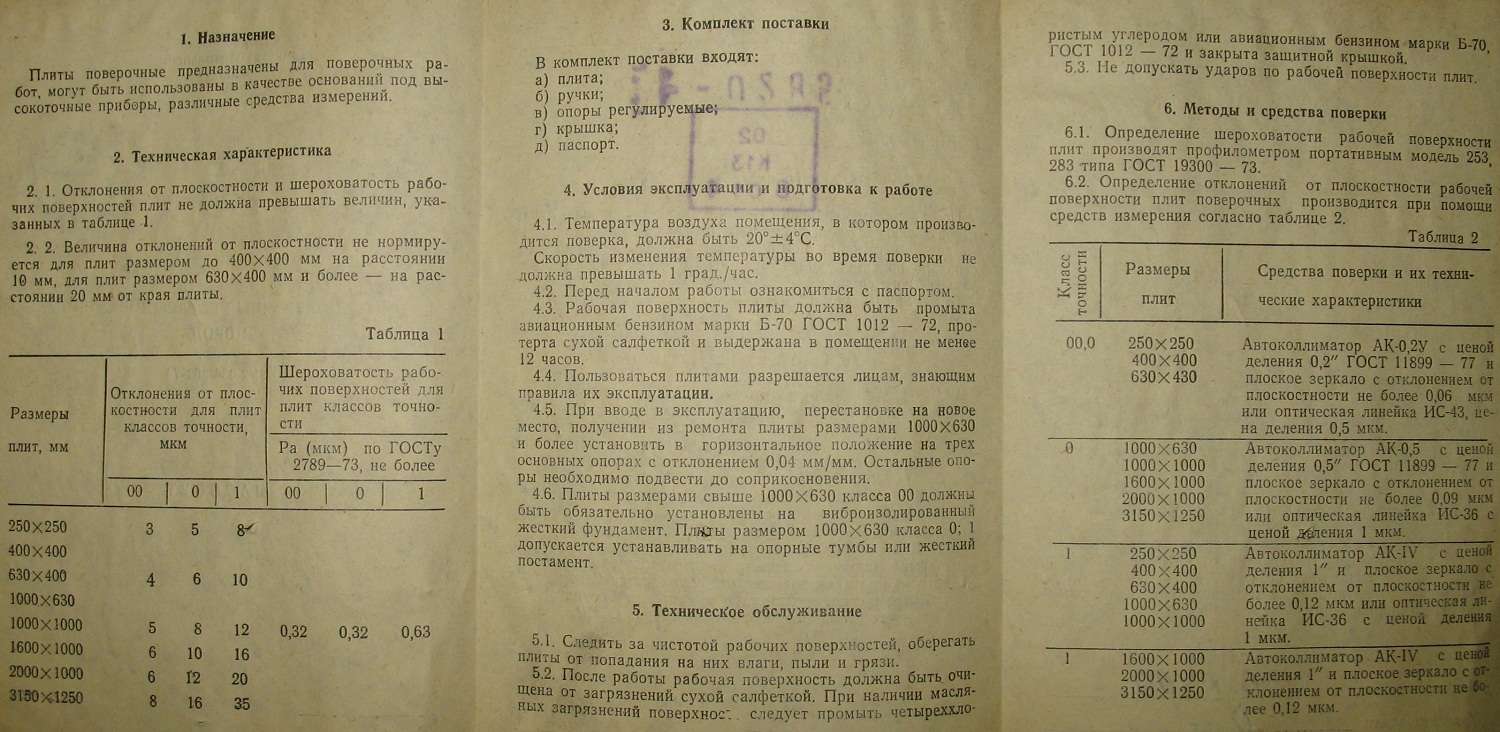 1. Назначение
Плиты поверочные предназначены для поверочных ра-
бот, могут быть использованы в качестве оснований под вы-
сокоточные приборы, различные средства измерений.
2. Техническая характеристика
2. 1. Отклонения от плоскостности и шероховатость рабо-
чих поверхностей плит не должна превышать величин, ука-
занных в таблице 1.
2. 2. Величина отклонений от плоскостности не нормиру-
ется для плит размером до 400×400 мм на расстоянии
10 мм, для плит размером 630×400 мм и более — на рас-
стоянии 20 мм от края плиты.
Таблица 1
Размеры
плит, мм
Отклонения от плос-
костности для плит
классов точности,
мкм
Шероховатость рабо-
чих поверхностей для
плит классов точно-
сти
Ра (мкм) по ГОСТу
2789—73, не более
00 | 0 | 1 00 | 0 | 1
250×250 3 5 8
400×400
630×400 4 6 10
1000×630
1000×1000 5 8 12 0,32 0,32 0,63
1600×1000 6 10 16
2000×1000 6 12 20
3150×1250 8 16 35
3. Комплект поставки
В комплект поставки входят:
а) плита;
б) ручки;
в) опоры регулируемые;
г) крышка;
д) паспорт.
4. Условия эксплуатации и подготовка к работе
4.1. Температура воздуха помещения, в котором произво-
дится поверка, должна быть 20°±4°С.
Скорость изменения температуры во время поверки не
должна превышать 1 град./час.
4.2. Перед началом работы ознакомиться с паспортом.
4.3. Рабочая поверхность плиты должна быть промыта
авиационным бензином марки Б-70 ГОСТ 1012 — 72, про-
терта сухой салфеткой и выдержана в помещении не менее
12 часов.
4.4. Пользоваться плитами разрешается лицам, знающим
правила их эксплуатации.
4.5. При вводе в эксплуатацию, перестановке на новое
место, получении из ремонта плиты размерами 1000×630
и более установить в горизонтальное положение на трех
основных опорах с отклонением 0,04 мм/мм. Остальные опо-
ры необходимо подвести до соприкосновения.
4.6. Плиты размерами свыше 1000×630 класса 00 должны
быть обязательно установлены на виброизолированный
жесткий фундамент. Плиты размером 1000×630 класса 0; 1
допускается устанавливать на опорные тумбы или жесткий
постамент.
5. Техническое обслуживание
5.1. Следить за чистотой рабочих поверхностей, оберегать
плиты от попадания на них влаги, пыли и грязи.
5.2. После работы рабочая поверхность должна быть очи-
щена от загрязнений сухой салфеткой. При наличии масля-
ных загрязнений поверхнос. следует промыть четыреххло-
ристым углеродом или авиационным бензином марки Б-70,
ГОСТ 1012 — 72 и закрыта защитной крышкой.
5.3. Не допускать ударов по рабочей поверхности плит.
6. Методы и средства поверки
6.1. Определение шероховатости рабочей поверхности
плит производят профилометром портативным модель 253,
283 типа ГОСТ 19300 — 73.
6.2. Определение отклонений от плоскостности рабочей
поверхности плит поверочных производится при помощи
средств измерения согласно таблице 2.
Таблица 2
Класс
точности
Размеры
плит
Средства поверки и их техни-
ческие характеристики
00,0 250×250 Автоколлиматор АК-0,2У с ценой
400×400 деления 0,2″ ГОСТ 11899 — 77 и
630×430 плоское зеркало с отклонением от
плоскостности не более 0,06 мкм
или оптическая линейка ИС-43, це-
на деления 0,5 мкм.
0 1000×630 Автоколлиматор АК-0,5 с ценой
1000×1000 деления 0,5″ ГОСТ 11899 — 77 и
1600×1000 плоское зеркало с отклонением от
2000×1000 плоскостности не более 0,09 мкм
3150×1250 или оптическая линейка ИС-36 с
ценой деления 1 мкм.
1 250×250 Автоколлиматор АК-IV с ценой
400×400 деления 1″ и плоское зеркало с
630×400 отклонением от плоскостности не
1000×630 более 0,12 мкм или оптическая ли-
1000×1000 нейка ИС-36 с ценой деления
1 мкм.
1 1600×1000 Автоколлиматор АК-IV с ценой
2000×1000 деления 1″ и плоское зеркало с от-
3150×1250 клонением от плоскостности не бо-
лее 0,12 мкм.